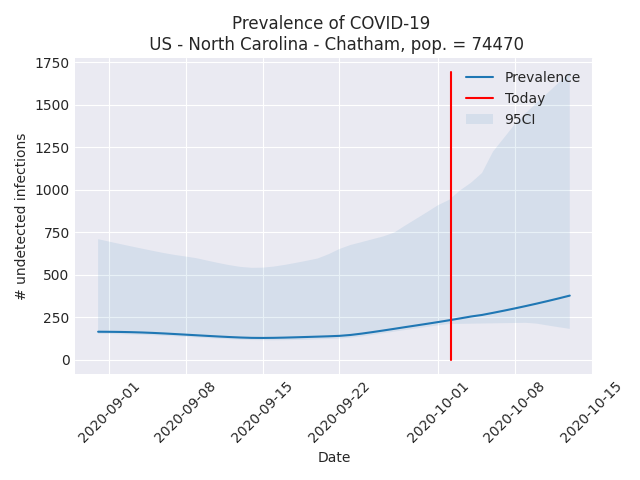 Prevalence of COVID-19
US - North Carolina - Chatham, pop. = 74470
Prevalence
Today
95CI
# undetected infections
1750
1500
1250
1000
750
500
250
0
2020-09-01
2020-09-08
2020-09-15
2020-09-22
2020-10-01
2020-10-08
2020-10-15
Date